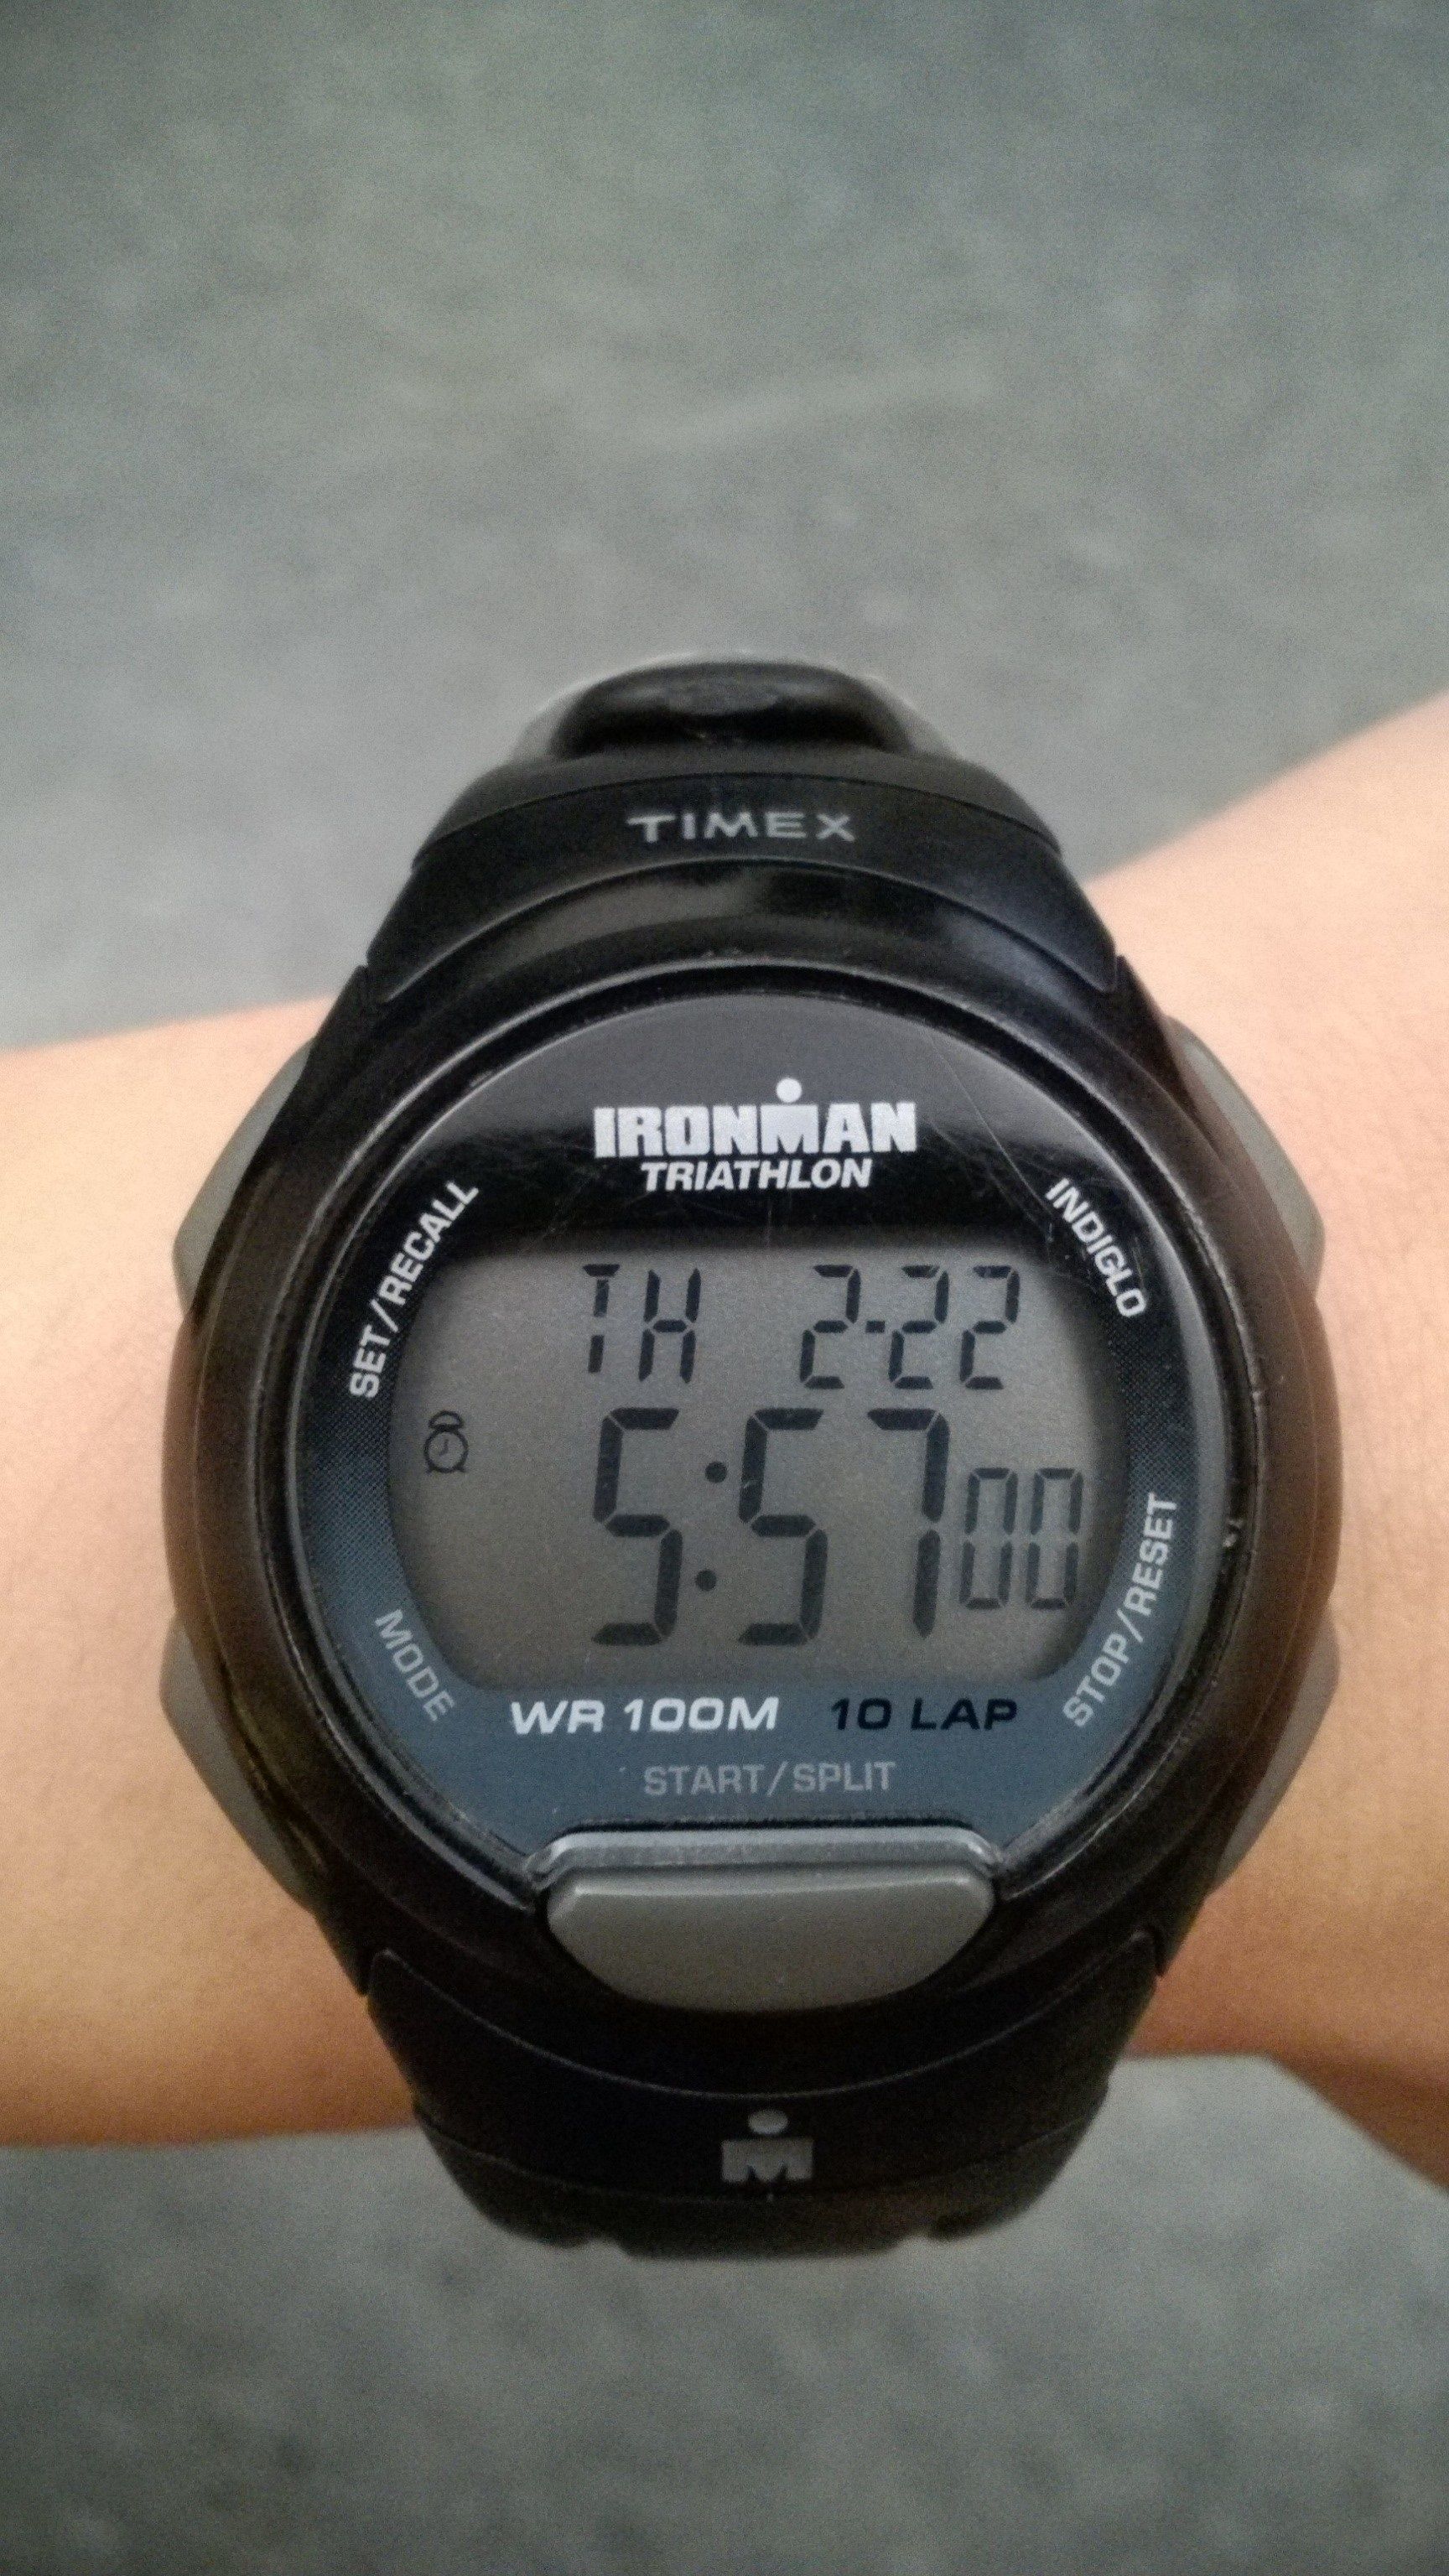 TIMEX
IRONMAN
TRIATHLON
SET/RECALL
INDIGLO
TH 2-22
5:57 00
MODE
STOP/RESET
WR 100M 10 LAP
START/SPLIT
IM